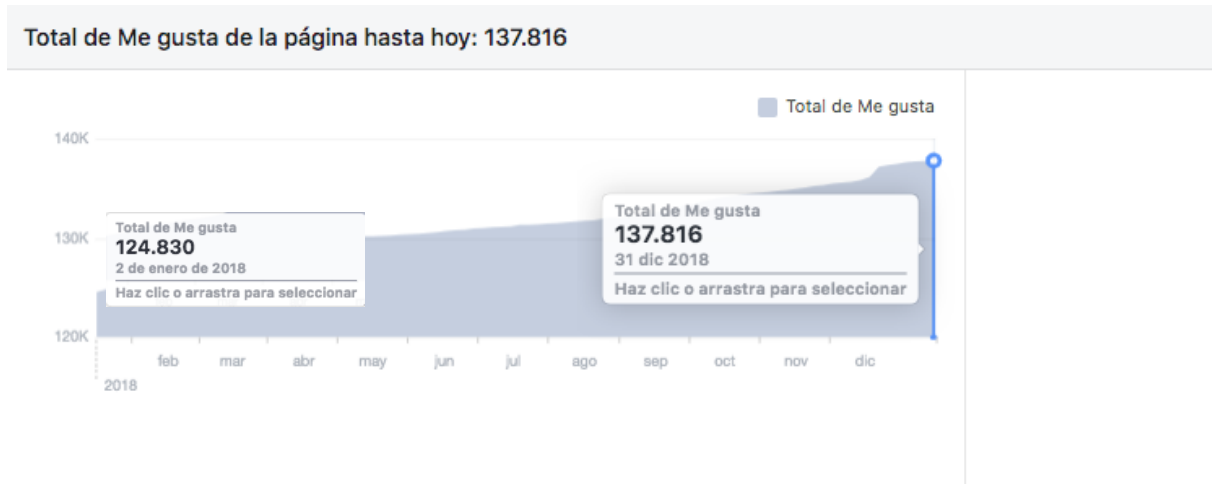 Total de Me gusta de la página hasta hoy: 137.816
Total de Me gusta
140K
130K
120K
Total de Me gusta
124.830
2 de enero de 2018
Haz clic o arrastra para seleccionar
Total de Me gusta
137.816
31 dic 2018
Haz clic o arrastra para seleccionar
feb mar abr may jun jul ago sep oct nov dic
2018